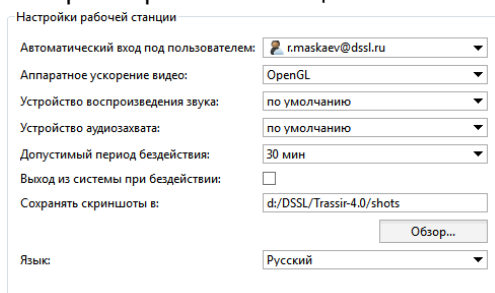 Настройки рабочей станции
Автоматический вход под пользователем: r.maskaev@dssl.ru
Аппаратное ускорение видео: OpenGL
Устройство воспроизведения звука: по умолчанию
Устройство аудиозахвата: по умолчанию
Допустимый период бездействия: 30 мин
Выход из системы при бездействии:
Сохранять скриншоты в: d:/DSSL/Trassir-4.0/shots
Обзор...
Язык: Русский